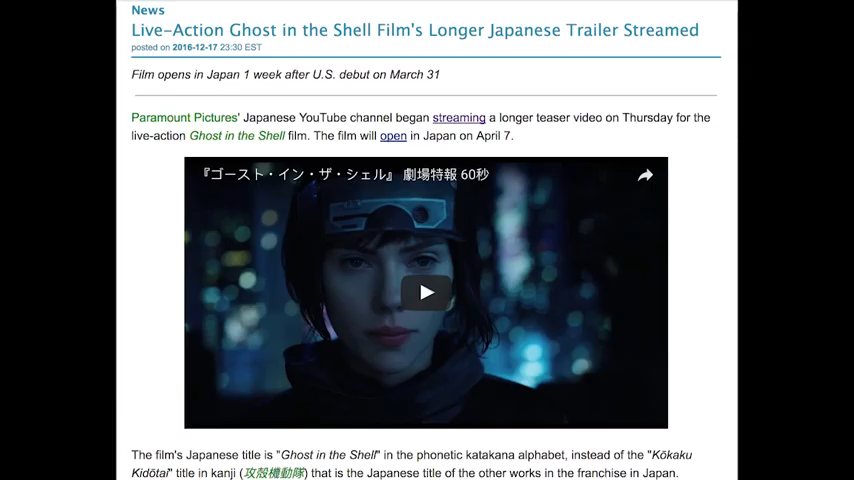 News
Live-Action Ghost in the Shell Film's Longer Japanese Trailer Streamed
posted on 2016-12-17 23:30 EST
Film opens in Japan 1 week after U.S. debut on March 31
Paramount Pictures' Japanese YouTube channel began streaming a longer teaser video on Thursday for the
live-action Ghost in the Shell film. The film will open in Japan on April 7.
『ゴースト・イン・ザ・シェル』 劇場特報 60秒
The film's Japanese title is "Ghost in the Shell" in the phonetic katakana alphabet, instead of the "Kōkaku
Kidōtai" title in kanji (攻殻機動隊) that is the Japanese title of the other works in the franchise in Japan.